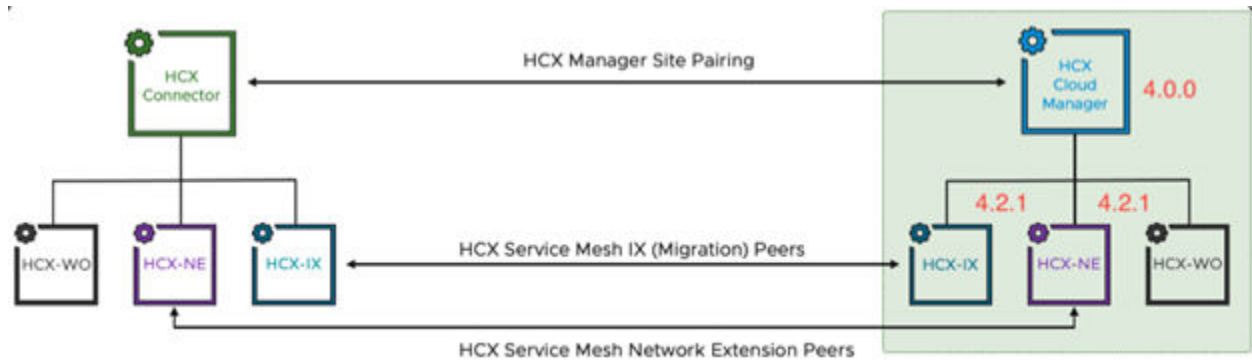 HCX Manager Site Pairing
HCX
Connector
HCX
Cloud
Manager
4.0.0
4.2.1
4.2.1
HCX-WO
HCX-NE
HCX-IX
HCX Service Mesh IX (Migration) Peers
HCX-IX
HCX-NE
HCX-WO
HCX Service Mesh Network Extension Peers